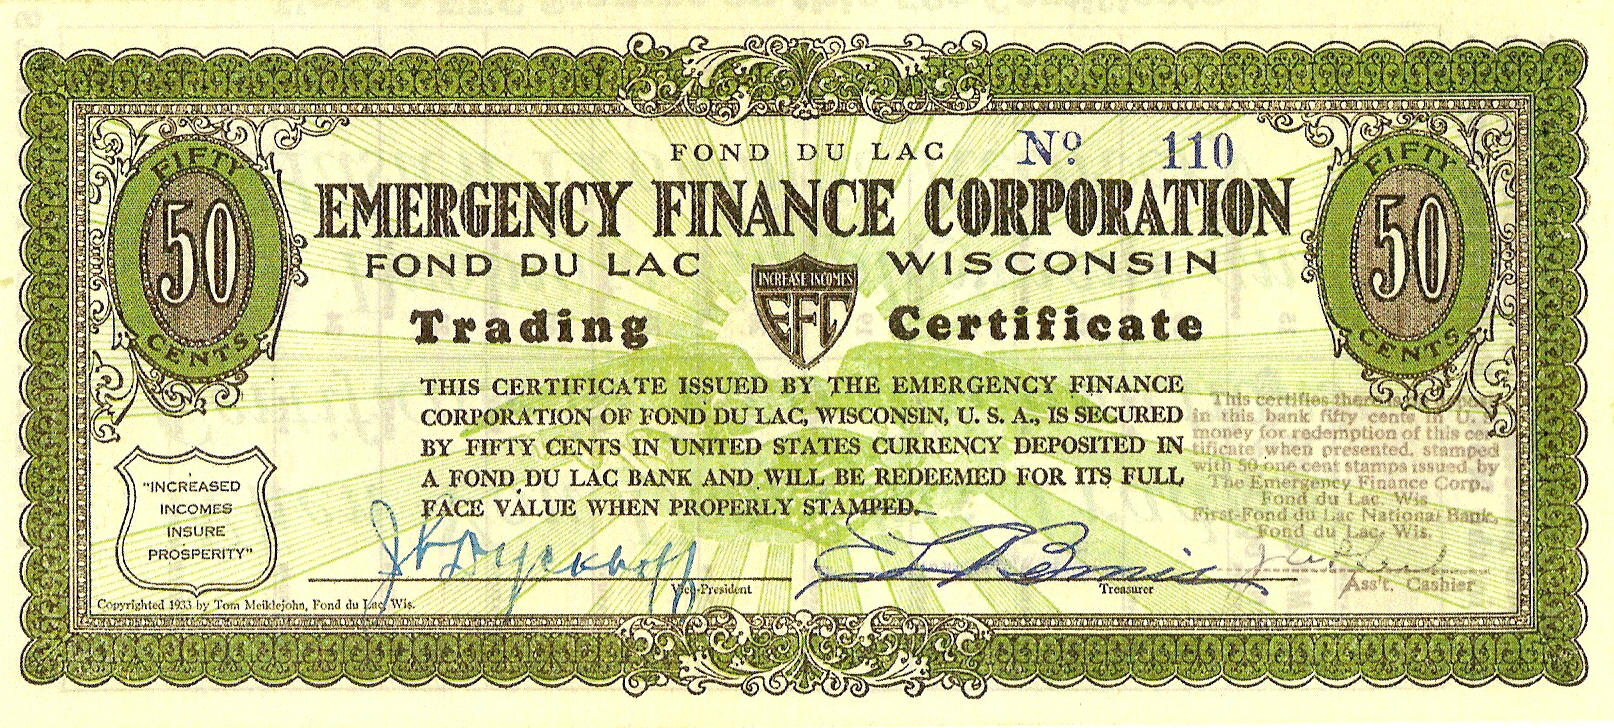 FOND DU LAC Nº 110
EMERGENCY FINANCE CORPORATION
FOND DU LAC WISCONSIN
Trading Certificate
FIFTY
50
CENTS
INCREASE INCOMES
EFC
FIFTY
50
CENTS
THIS CERTIFICATE ISSUED BY THE EMERGENCY FINANCE
CORPORATION OF FOND DU LAC, WISCONSIN, U. S. A., IS SECURED
BY FIFTY CENTS IN UNITED STATES CURRENCY DEPOSITED IN
A FOND DU LAC BANK AND WILL BE REDEEMED FOR ITS FULL
FACE VALUE WHEN PROPERLY STAMPED.
"INCREASED
INCOMES
INSURE
PROSPERITY"
This certifies
in this bank fifty cents in U. S.
money for redemption of this cer-
tificate when presented, stamped
with 50 one cent stamps issued by
The Emergency Finance Corp.,
Fond du Lac, Wis.
First-Fond du Lac National Bank,
Fond du Lac, Wis.
Ass't. Cashier
Vice-President
Treasurer
Copyrighted 1933 by Tom Meiklejohn, Fond du Lac, Wis.